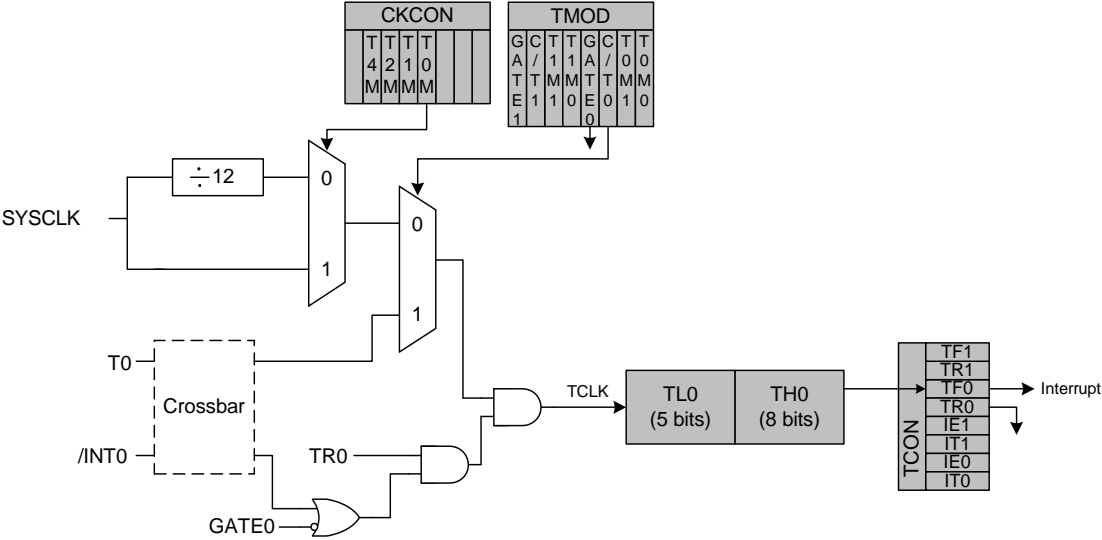 CKCON
T4M
T2M
T1M
T0M
TMOD
GATE1
C/T1
T1M1
T1M0
GATE0
C/T0
T0M1
T0M0
÷12
0
SYSCLK
0
1
1
T0
Crossbar
/INT0
TR0
GATE0
TCLK
TL0
(5 bits)
TH0
(8 bits)
TCON
TF1
TR1
TF0
TR0
IE1
IT1
IE0
IT0
Interrupt